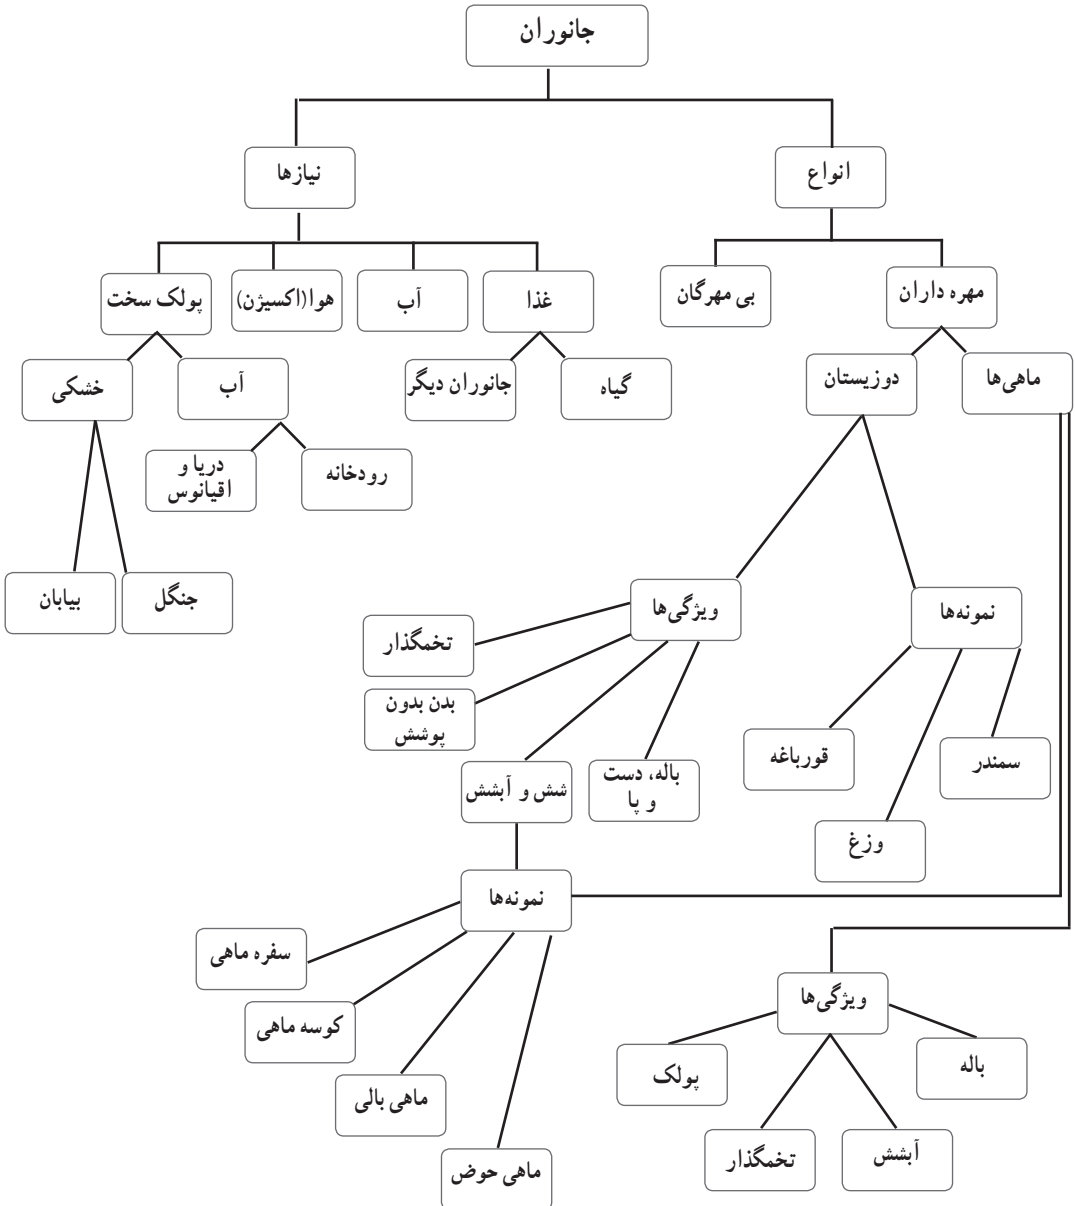 جانوران
انواع
نیازها
مهره داران
بی مهرگان
غذا
آب
هوا(اکسیژن)
پولک سخت
ماهی‌ها
دوزیستان
گیاه
جانوران دیگر
آب
خشکی
رودخانه
دریا و
اقیانوس
جنگل
بیابان
نمونه‌ها
ویژگی‌ها
تخمگذار
بدن بدون
پوشش
سمندر
قورباغه
وزغ
باله، دست
و پا
شش و آبشش
نمونه‌ها
سفره ماهی
کوسه ماهی
ماهی بالی
ماهی حوض
ویژگی‌ها
باله
پولک
آبشش
تخمگذار